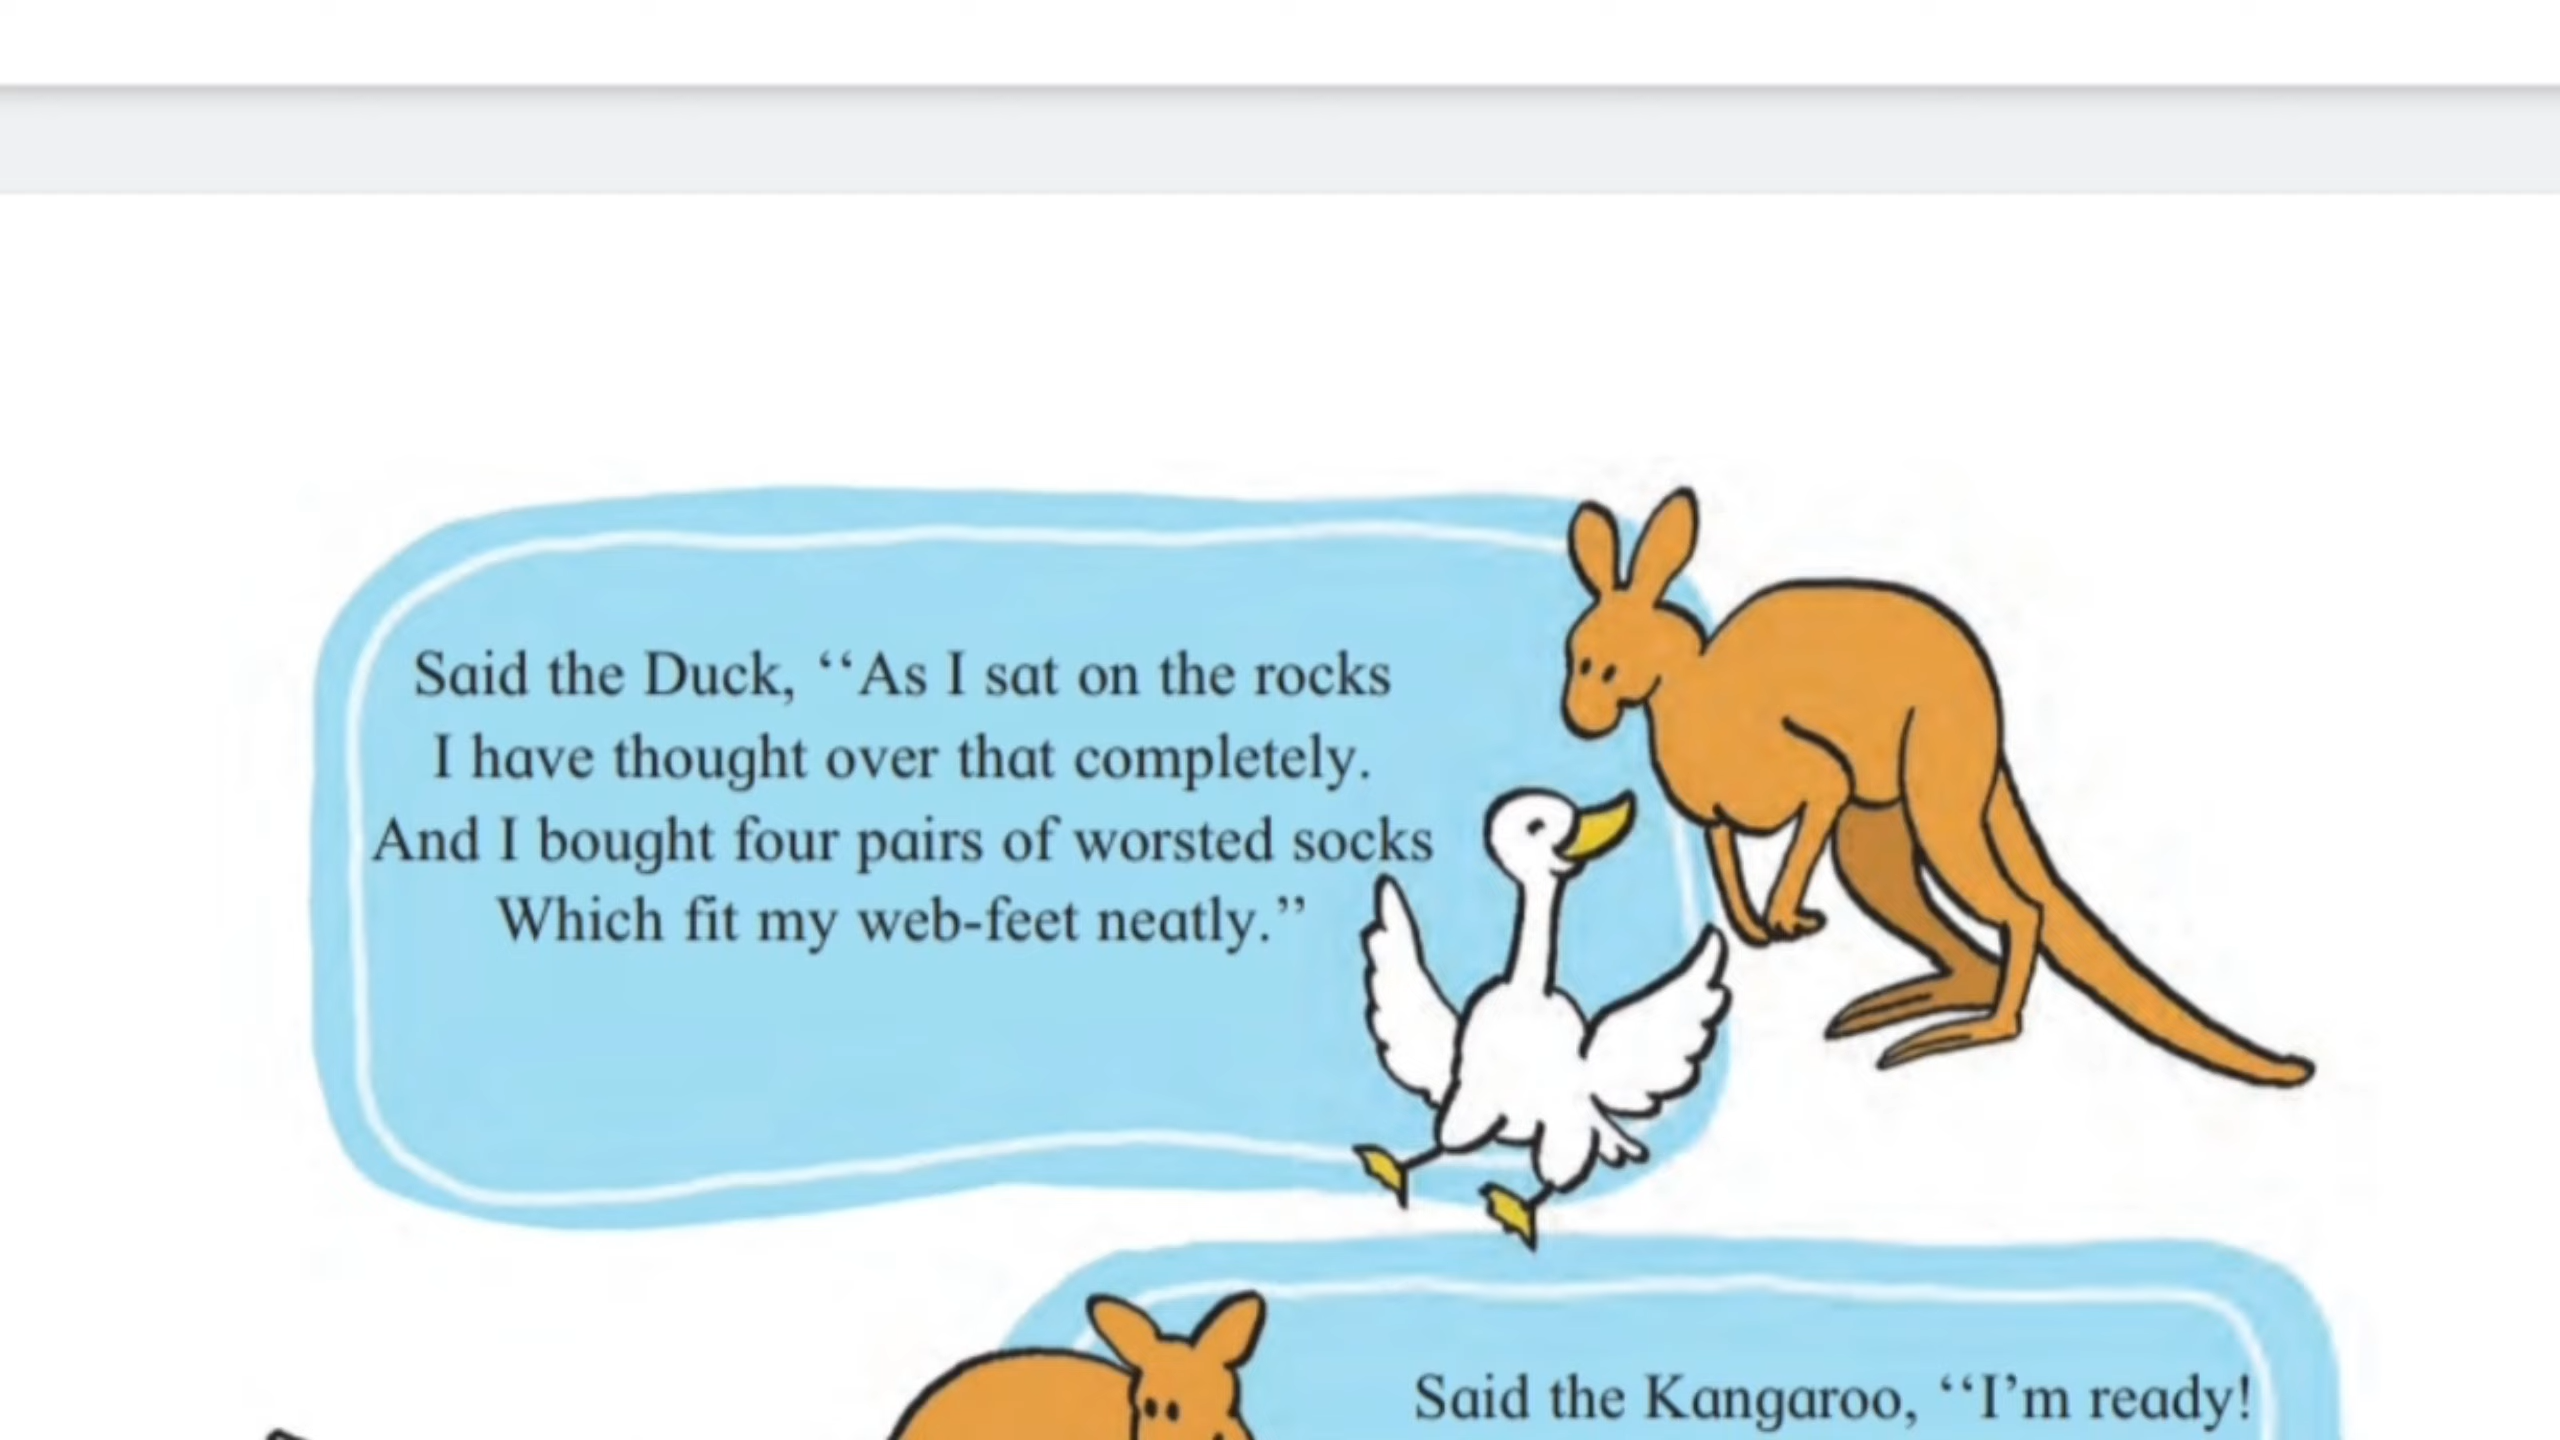 Said the Duck, ‘‘As I sat on the rocks
I have thought over that completely.
And I bought four pairs of worsted socks
Which fit my web-feet neatly.’’
Said the Kangaroo, ‘‘I’m ready!